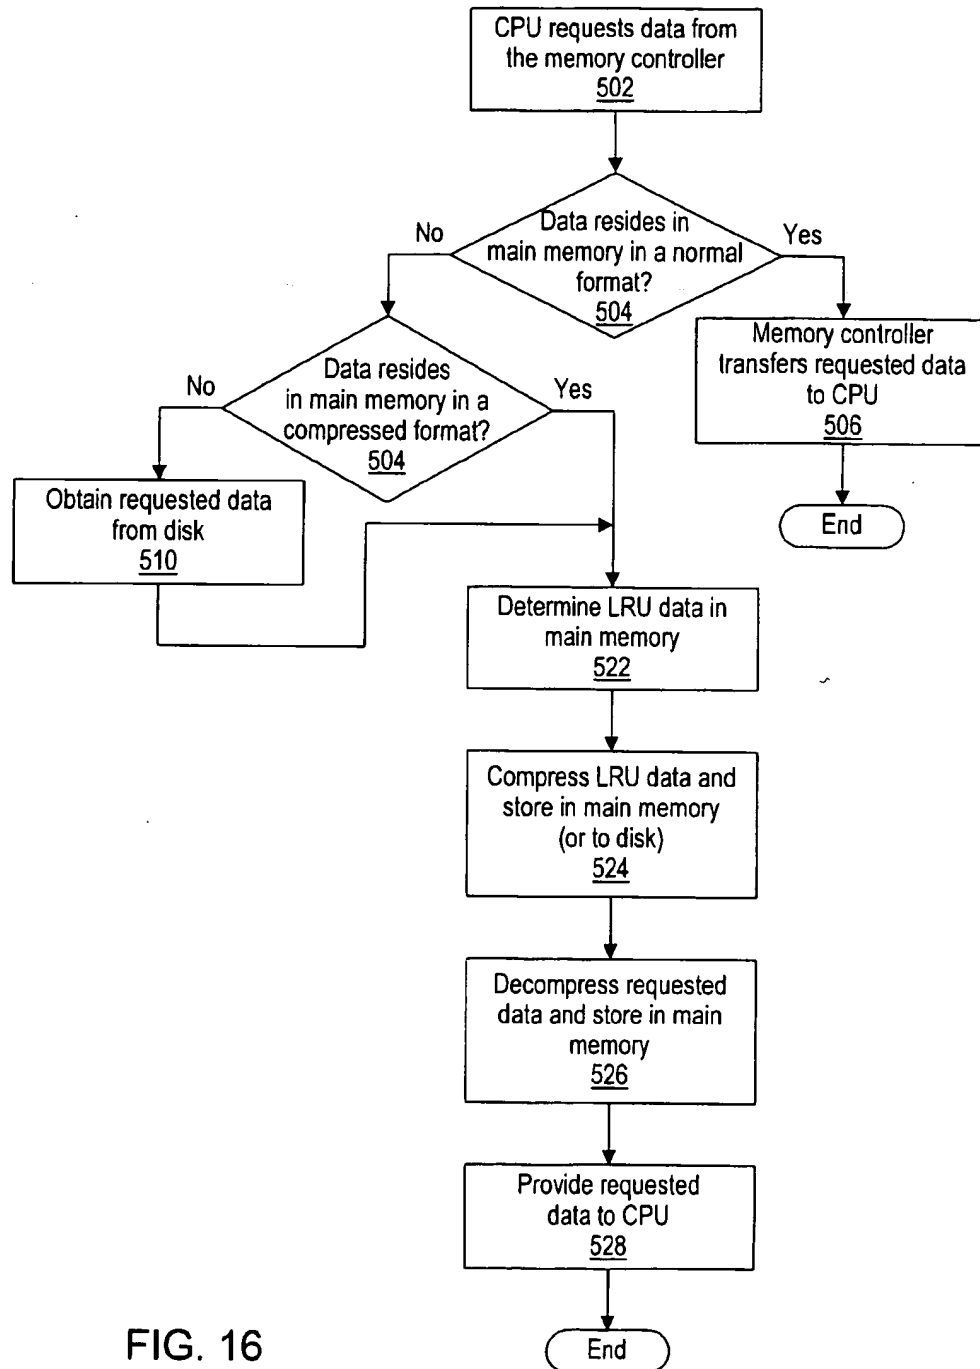 CPU requests data from
the memory controller
502
Data resides in
main memory in a normal
format?
504
No
Yes
Memory controller
transfers requested data
to CPU
506
End
Data resides
in main memory in a
compressed format?
504
No
Yes
Obtain requested data
from disk
510
Determine LRU data in
main memory
522
Compress LRU data and
store in main memory
(or to disk)
524
Decompress requested
data and store in main
memory
526
Provide requested
data to CPU
528
End
FIG. 16